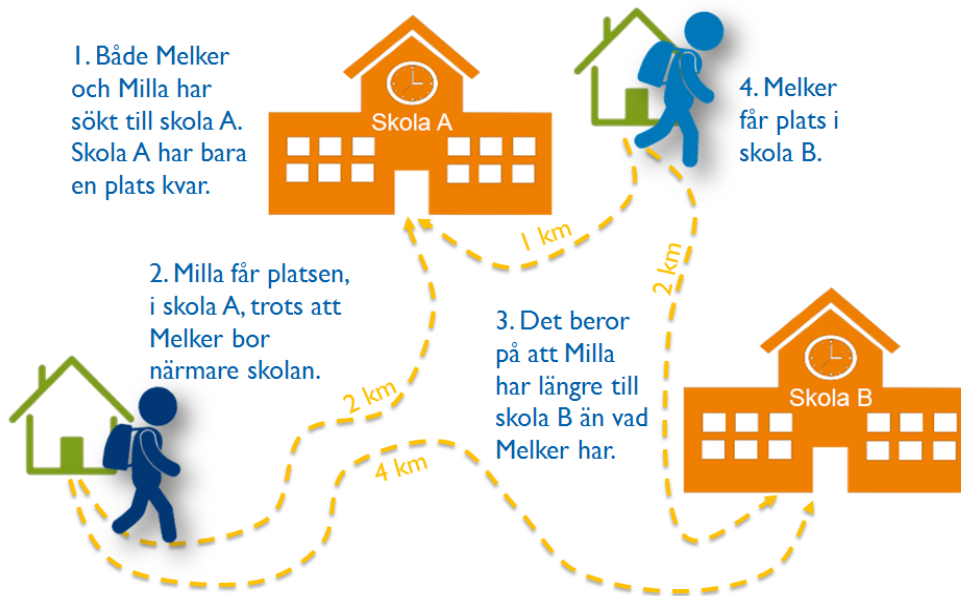 1. Både Melker
och Milla har
sökt till skola A.
Skola A har bara
en plats kvar.
Skola A
4. Melker
får plats i
skola B.
1 km
2 km
2. Milla får platsen,
i skola A, trots att
Melker bor
närmare skolan.
3. Det beror
på att Milla
har längre till
skola B än vad
Melker har.
Skola B
2 km
4 km